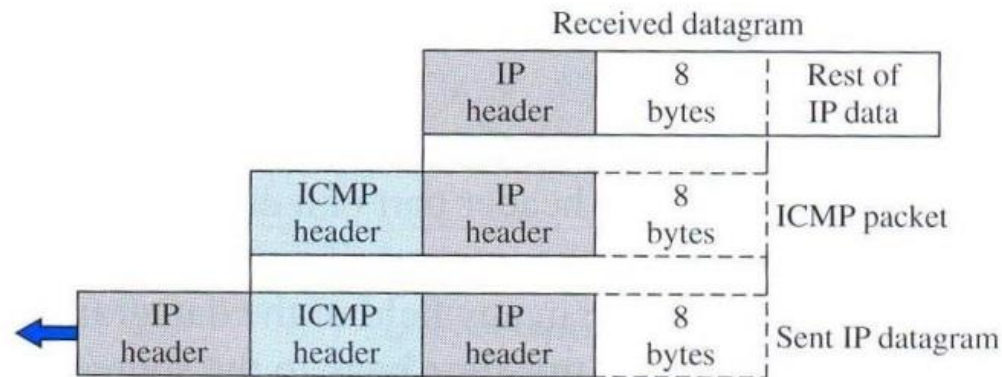 Received datagram
IP 8 Rest of
header bytes IP data
ICMP IP 8
header header bytes
ICMP packet
IP ICMP IP 8
header header header bytes
Sent IP datagram